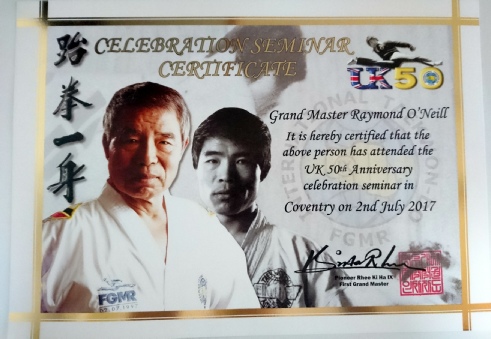 CELEBRATION SEMINAR
CERTIFICATE
跆拳一身
UK50
Grand Master Raymond O'Neill
It is hereby certified that the
above person has attended the
UK 50th Anniversary
celebration seminar in
Coventry on 2nd July 2017
Pioneer Rhee Ki Ha IX
First Grand Master
FGMR
FGMR